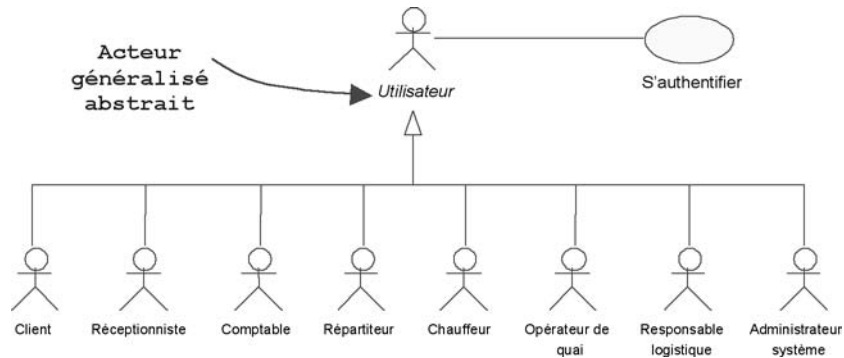 Acteur
généralisé
abstrait
Utilisateur
S'authentifier
Client
Réceptionniste
Comptable
Répartiteur
Chauffeur
Opérateur de
quai
Responsable
logistique
Administrateur
système